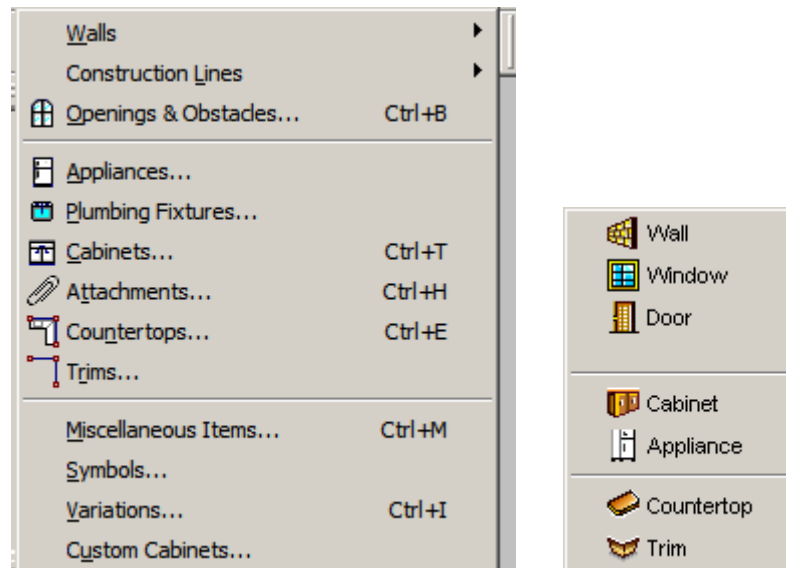 Walls
Construction Lines
Openings & Obstacles... Ctrl+B
Appliances...
Plumbing Fixtures...
Cabinets... Ctrl+T
Attachments... Ctrl+H
Countertops... Ctrl+E
Trims...
Miscellaneous Items... Ctrl+M
Symbols...
Variations... Ctrl+I
Custom Cabinets...
Wall
Window
Door
Cabinet
Appliance
Countertop
Trim